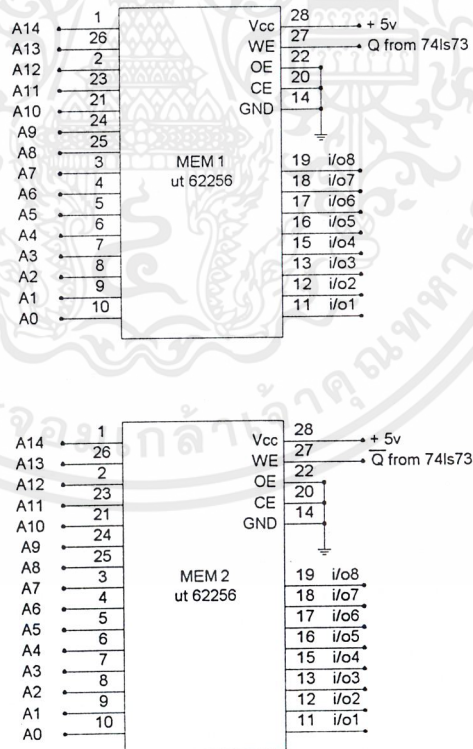 1
28
A14
Vcc
+ 5v
26
27
A13
WE
Q from 74ls73
2
22
A12
OE
23
20
A11
CE
21
14
A10
GND
24
A9
25
A8
3
MEM 1
19 i/o8
A7
4
ut 62256
18 i/o7
A6
5
17 i/o6
A5
6
16 i/o5
A4
7
15 i/o4
A3
8
13 i/o3
A2
9
12 i/o2
A1
10
11 i/o1
A0
1
28
A14
Vcc
+ 5v
26
27
A13
WE
Q̅ from 74ls73
2
22
A12
OE
23
20
A11
CE
21
14
A10
GND
24
A9
25
A8
3
MEM 2
19 i/o8
A7
4
ut 62256
18 i/o7
A6
5
17 i/o6
A5
6
16 i/o5
A4
7
15 i/o4
A3
8
13 i/o3
A2
9
12 i/o2
A1
10
11 i/o1
A0